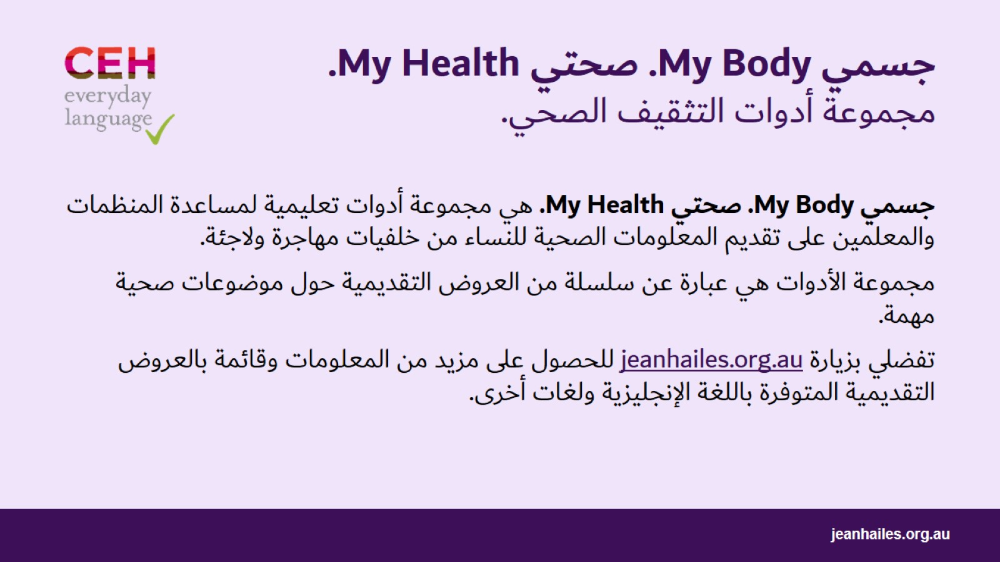 جسمي My Body. صحتي My Health.
مجموعة أدوات التثقيف الصحي.
CEH
everyday
language
جسمي My Body. صحتي My Health. هي مجموعة أدوات تعليمية لمساعدة المنظمات
والمعلمين على تقديم المعلومات الصحية للنساء من خلفيات مهاجرة ولاجئة.
مجموعة الأدوات هي عبارة عن سلسلة من العروض التقديمية حول موضوعات صحية
مهمة.
تفضلي بزيارة jeanhailes.org.au للحصول على مزيد من المعلومات وقائمة بالعروض
التقديمية المتوفرة باللغة الإنجليزية ولغات أخرى.
jeanhailes.org.au